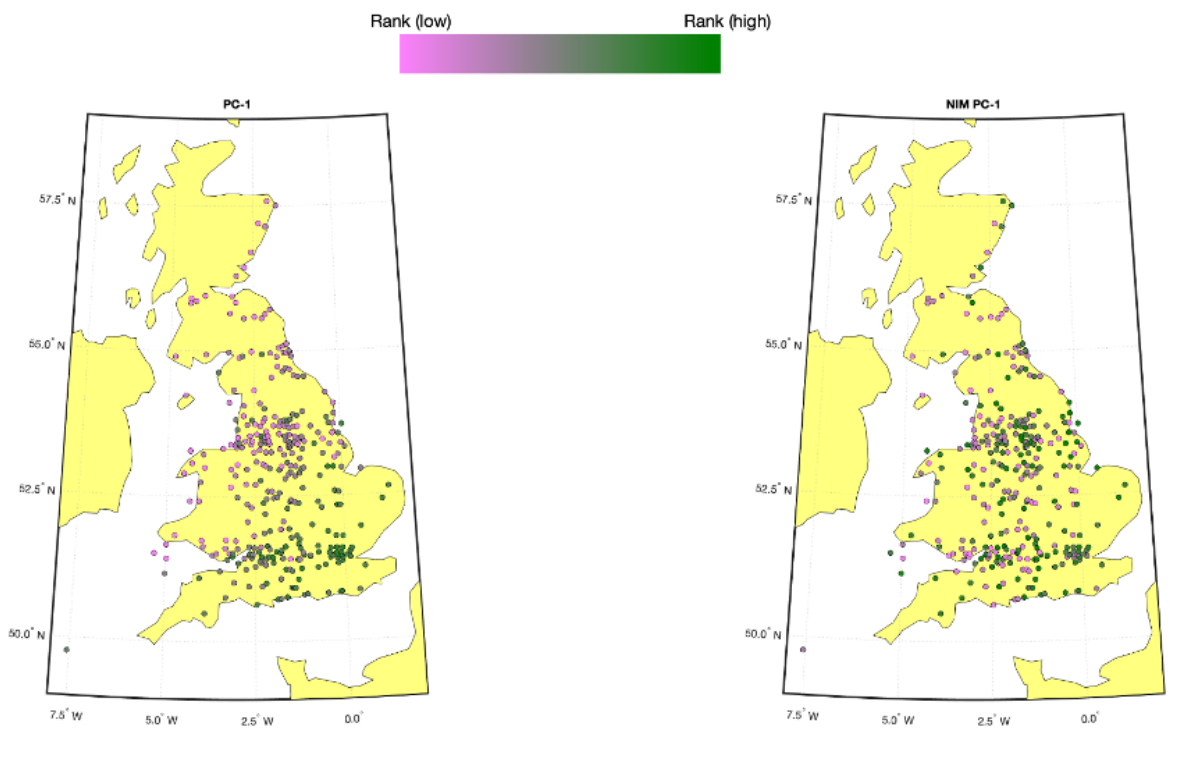 Rank (low) Rank (high)
PC-1
57.5° N
55.0° N
52.5° N
50.0° N
7.5° W 5.0° W 2.5° W 0.0°
NIM PC-1
57.5° N
55.0° N
52.5° N
50.0° N
7.5° W 5.0° W 2.5° W 0.0°